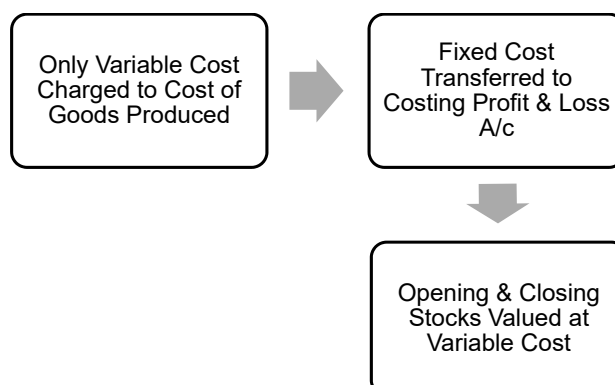 Only Variable Cost
Charged to Cost of
Goods Produced
Fixed Cost
Transferred to
Costing Profit & Loss
A/c
Opening & Closing
Stocks Valued at
Variable Cost